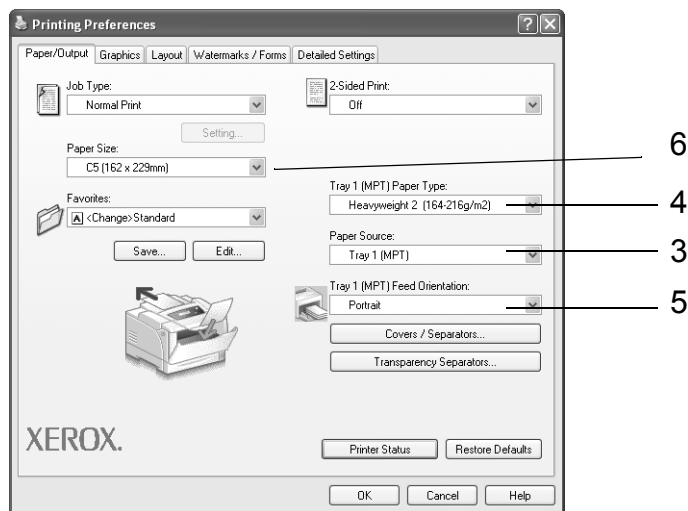 Printing Preferences
Paper/Output Graphics Layout Watermarks / Forms Detailed Settings
Job Type:
Normal Print
Setting...
Paper Size:
C5 (162 x 229mm)
Favorites:
A <Change>Standard
Save... Edit...
2-Sided Print:
Off
Tray 1 (MPT) Paper Type:
Heavyweight 2 (164-216g/m2)
Paper Source:
Tray 1 (MPT)
Tray 1 (MPT) Feed Orientation:
Portrait
Covers / Separators...
Transparency Separators...
6
4
3
5
XEROX.
Printer Status Restore Defaults
OK Cancel Help